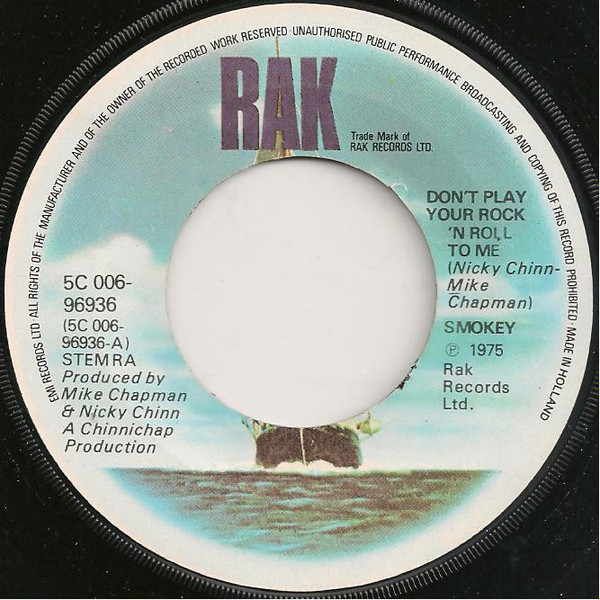 EMI RECORDS LTD · ALL RIGHTS OF THE MANUFACTURER AND OF THE OWNER OF THE RECORDED WORK RESERVED · UNAUTHORISED PUBLIC PERFORMANCE BROADCASTING AND COPYING OF THIS RECORD PROHIBITED · MADE IN HOLLAND
RAK
Trade Mark of
RAK RECORDS LTD.
DON'T PLAY
YOUR ROCK
'N ROLL
TO ME
(Nicky Chinn-
Mike
Chapman)
SMOKEY
℗ 1975
Rak
Records
Ltd.
5C 006-
96936
(5C 006-
96936-A)
STEMRA
Produced by
Mike Chapman
& Nicky Chinn
A Chinnichap
Production